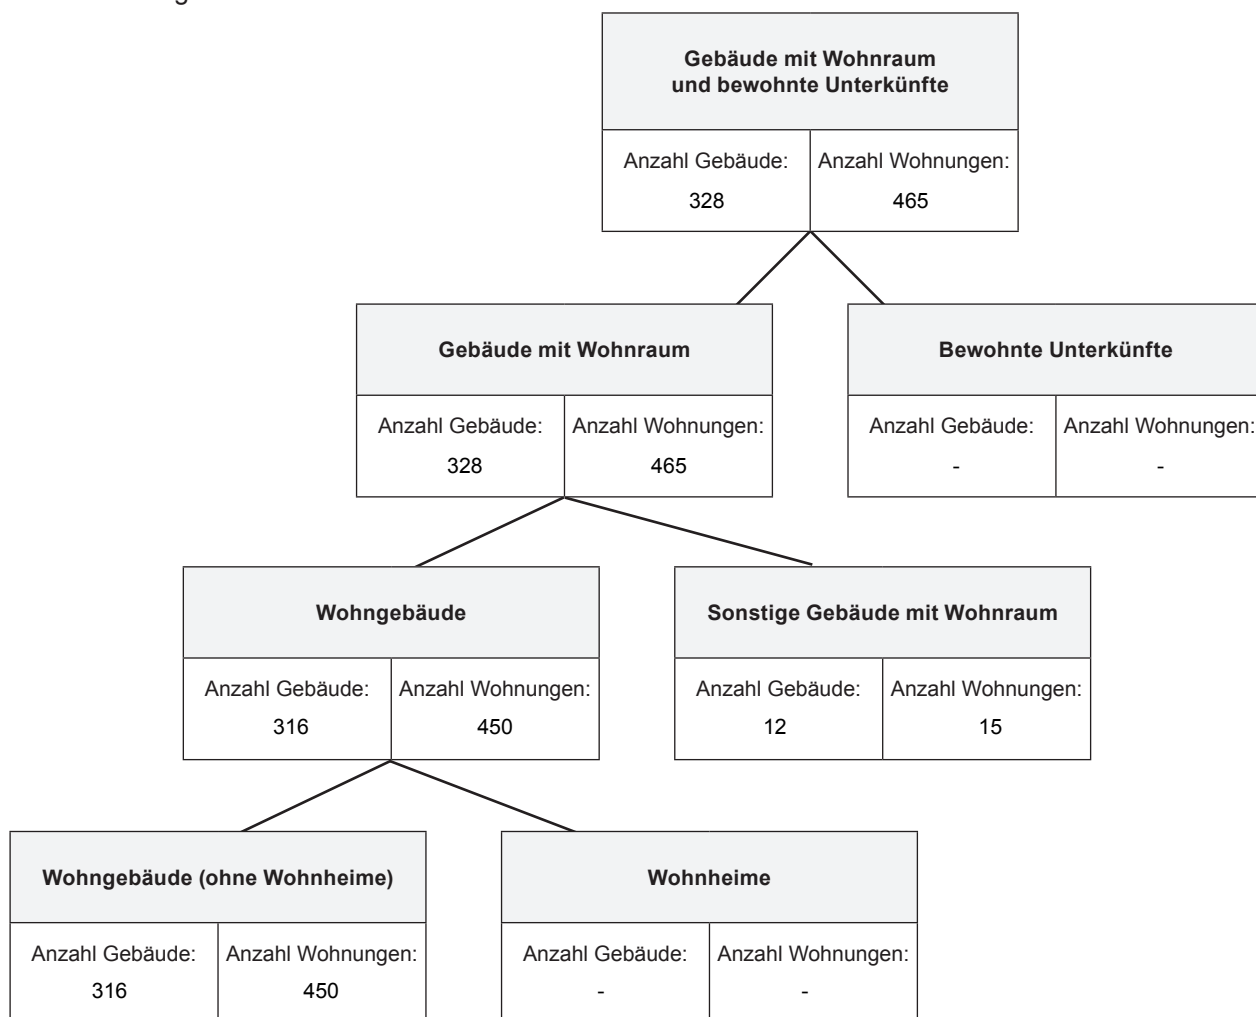 Gebäude mit Wohnraum
und bewohnte Unterkünfte
Anzahl Gebäude: Anzahl Wohnungen:
328 465
Gebäude mit Wohnraum Bewohnte Unterkünfte
Anzahl Gebäude: Anzahl Wohnungen: Anzahl Gebäude: Anzahl Wohnungen:
328 465 - -
Wohngebäude Sonstige Gebäude mit Wohnraum
Anzahl Gebäude: Anzahl Wohnungen: Anzahl Gebäude: Anzahl Wohnungen:
316 450 12 15
Wohngebäude (ohne Wohnheime) Wohnheime
Anzahl Gebäude: Anzahl Wohnungen: Anzahl Gebäude: Anzahl Wohnungen:
316 450 - -